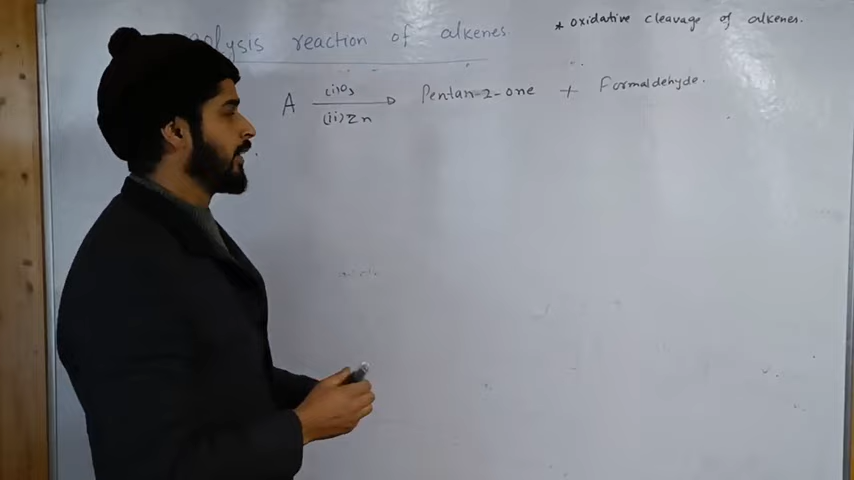 reaction of alkenes
* oxidative cleavage of alkenes.
A (i) O3 (ii) Zn → Pentan-2-one + Formaldehyde.